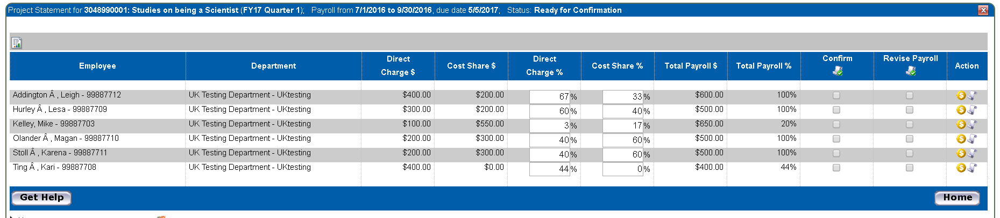 Project Statement for 3048990001: Studies on being a Scientist (FY17 Quarter 1);   Payroll from 7/1/2016 to 9/30/2016, due date 5/5/2017;   Status: Ready for Confirmation
Employee Department Direct Charge $ Cost Share $ Direct Charge % Cost Share % Total Payroll $ Total Payroll % Confirm Revise Payroll Action
Addington Â , Leigh - 99887712 UK Testing Department - UKtesting $400.00 $200.00 67% 33% $600.00 100%
Hurley Â , Lesa - 99887709 UK Testing Department - UKtesting $300.00 $200.00 60% 40% $500.00 100%
Kelley, Mike - 99887703 UK Testing Department - UKtesting $100.00 $550.00 3% 17% $650.00 20%
Olander Â , Magan - 99887710 UK Testing Department - UKtesting $200.00 $300.00 40% 60% $500.00 100%
Stoll Â , Karena - 99887711 UK Testing Department - UKtesting $200.00 $300.00 40% 60% $500.00 100%
Ting Â , Kari - 99887708 UK Testing Department - UKtesting $400.00 $0.00 44% 0% $400.00 44%
Get Help Home